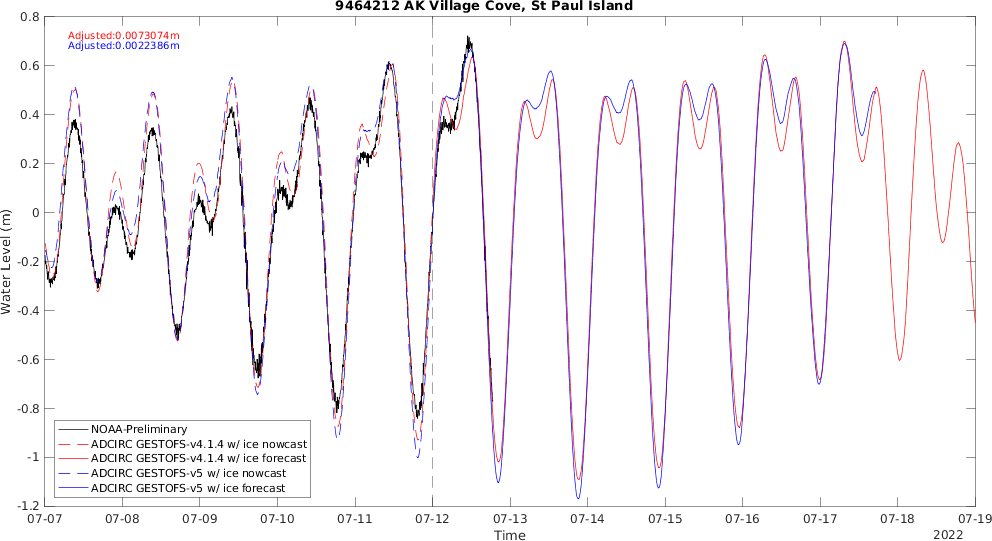 9464212 AK Village Cove, St Paul Island
Adjusted:0.0073074m
Adjusted:0.0022386m
Water Level (m)
0.8
0.6
0.4
0.2
0
-0.2
-0.4
-0.6
-0.8
-1
-1.2
NOAA-Preliminary
ADCIRC GESTOFS-v4.1.4 w/ ice nowcast
ADCIRC GESTOFS-v4.1.4 w/ ice forecast
ADCIRC GESTOFS-v5 w/ ice nowcast
ADCIRC GESTOFS-v5 w/ ice forecast
07-07 07-08 07-09 07-10 07-11 07-12 07-13 07-14 07-15 07-16 07-17 07-18 07-19
Time
2022